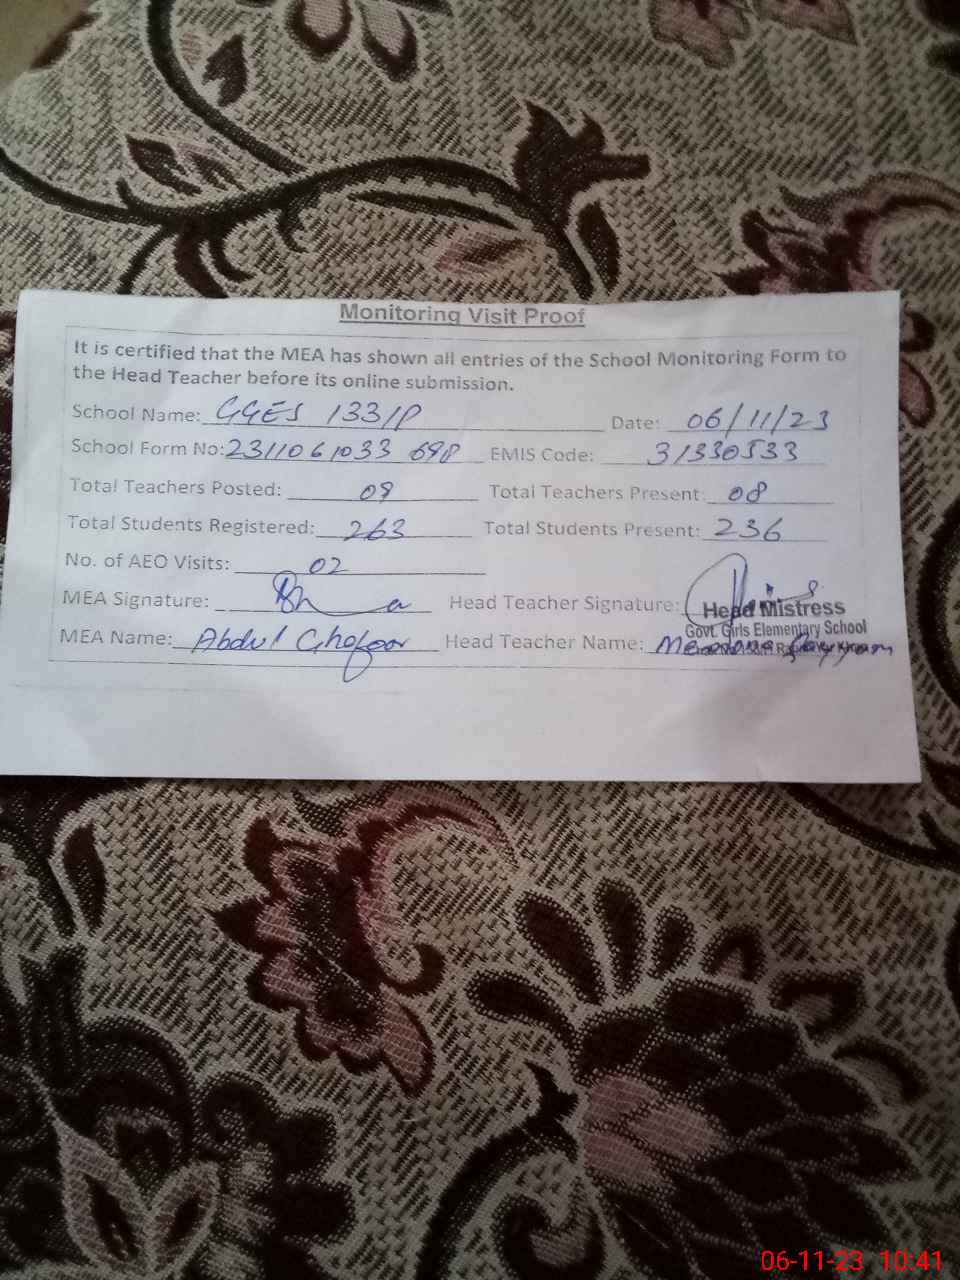 Monitoring Visit Proof
It is certified that the MEA has shown all entries of the School Monitoring Form to
the Head Teacher before its online submission.
School Name: GGES 133/P Date: 06/11/23
School Form No: 2311061033 698 EMIS Code: 31330533
Total Teachers Posted: 08 Total Teachers Present: 08
Total Students Registered: 263 Total Students Present: 236
No. of AEO Visits: 02
MEA Signature: Head Teacher Signature:
Head Mistress
Govt. Girls Elementary School
MEA Name: Abdul Ghafoor Head Teacher Name:
06-11-23 10:41